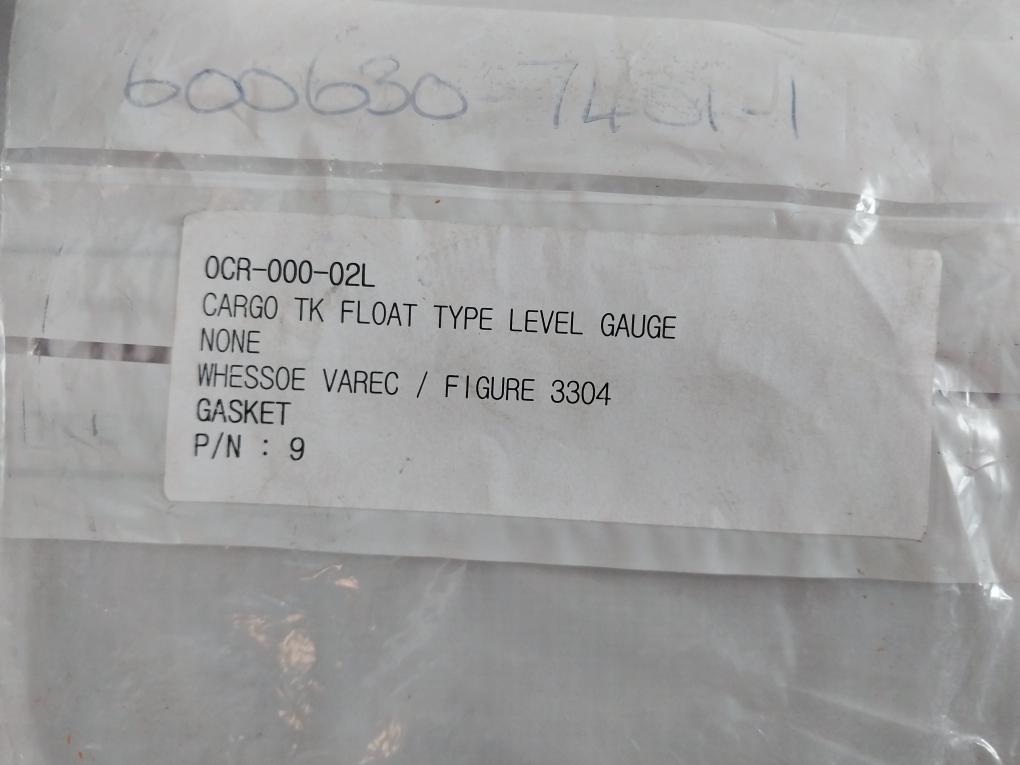 600630-7401-1
OCR-000-02L
CARGO TK FLOAT TYPE LEVEL GAUGE
NONE
WHESSOE VAREC / FIGURE 3304
GASKET
P/N : 9